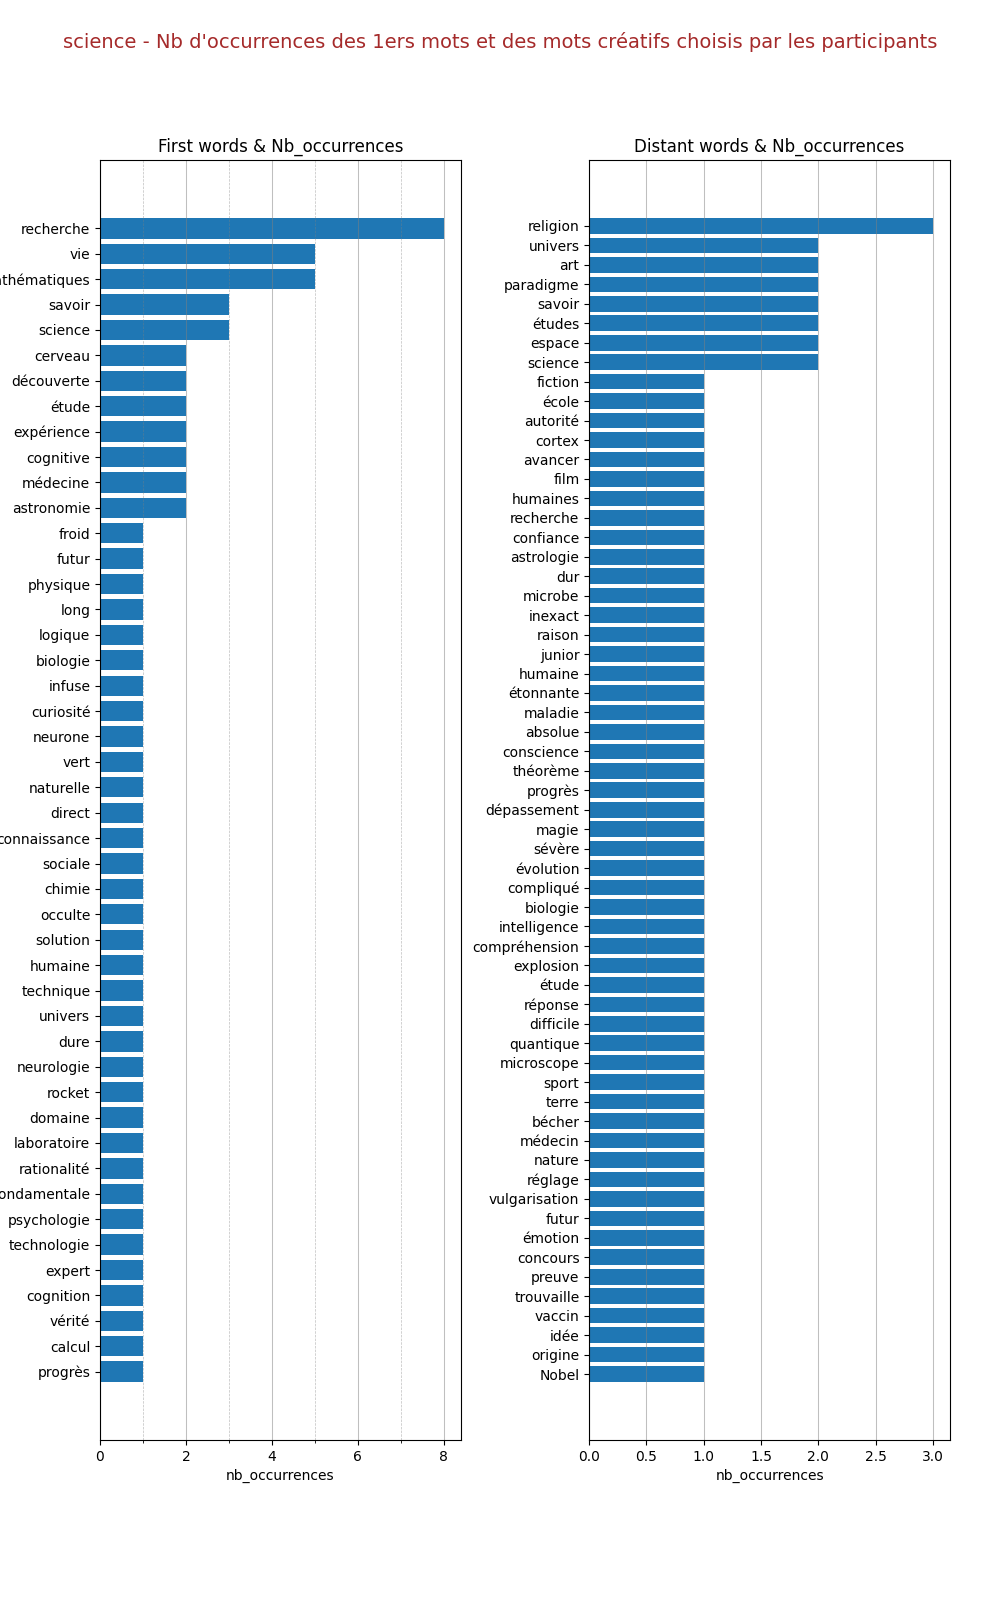 science - Nb d'occurrences des 1ers mots et des mots créatifs choisis par les participants
First words & Nb_occurrences
recherche
vie
athématiques
savoir
science
cerveau
découverte
étude
expérience
cognitive
médecine
astronomie
froid
futur
physique
long
logique
biologie
infuse
curiosité
neurone
vert
naturelle
direct
connaissance
sociale
chimie
occulte
solution
humaine
technique
univers
dure
neurologie
rocket
domaine
laboratoire
rationalité
ondamentale
psychologie
technologie
expert
cognition
vérité
calcul
progrès
0 2 4 6 8
nb_occurrences
Distant words & Nb_occurrences
religion
univers
art
paradigme
savoir
études
espace
science
fiction
école
autorité
cortex
avancer
film
humaines
recherche
confiance
astrologie
dur
microbe
inexact
raison
junior
humaine
étonnante
maladie
absolue
conscience
théorème
progrès
dépassement
magie
sévère
évolution
compliqué
biologie
intelligence
compréhension
explosion
étude
réponse
difficile
quantique
microscope
sport
terre
bécher
médecin
nature
réglage
vulgarisation
futur
émotion
concours
preuve
trouvaille
vaccin
idée
origine
Nobel
0.0 0.5 1.0 1.5 2.0 2.5 3.0
nb_occurrences